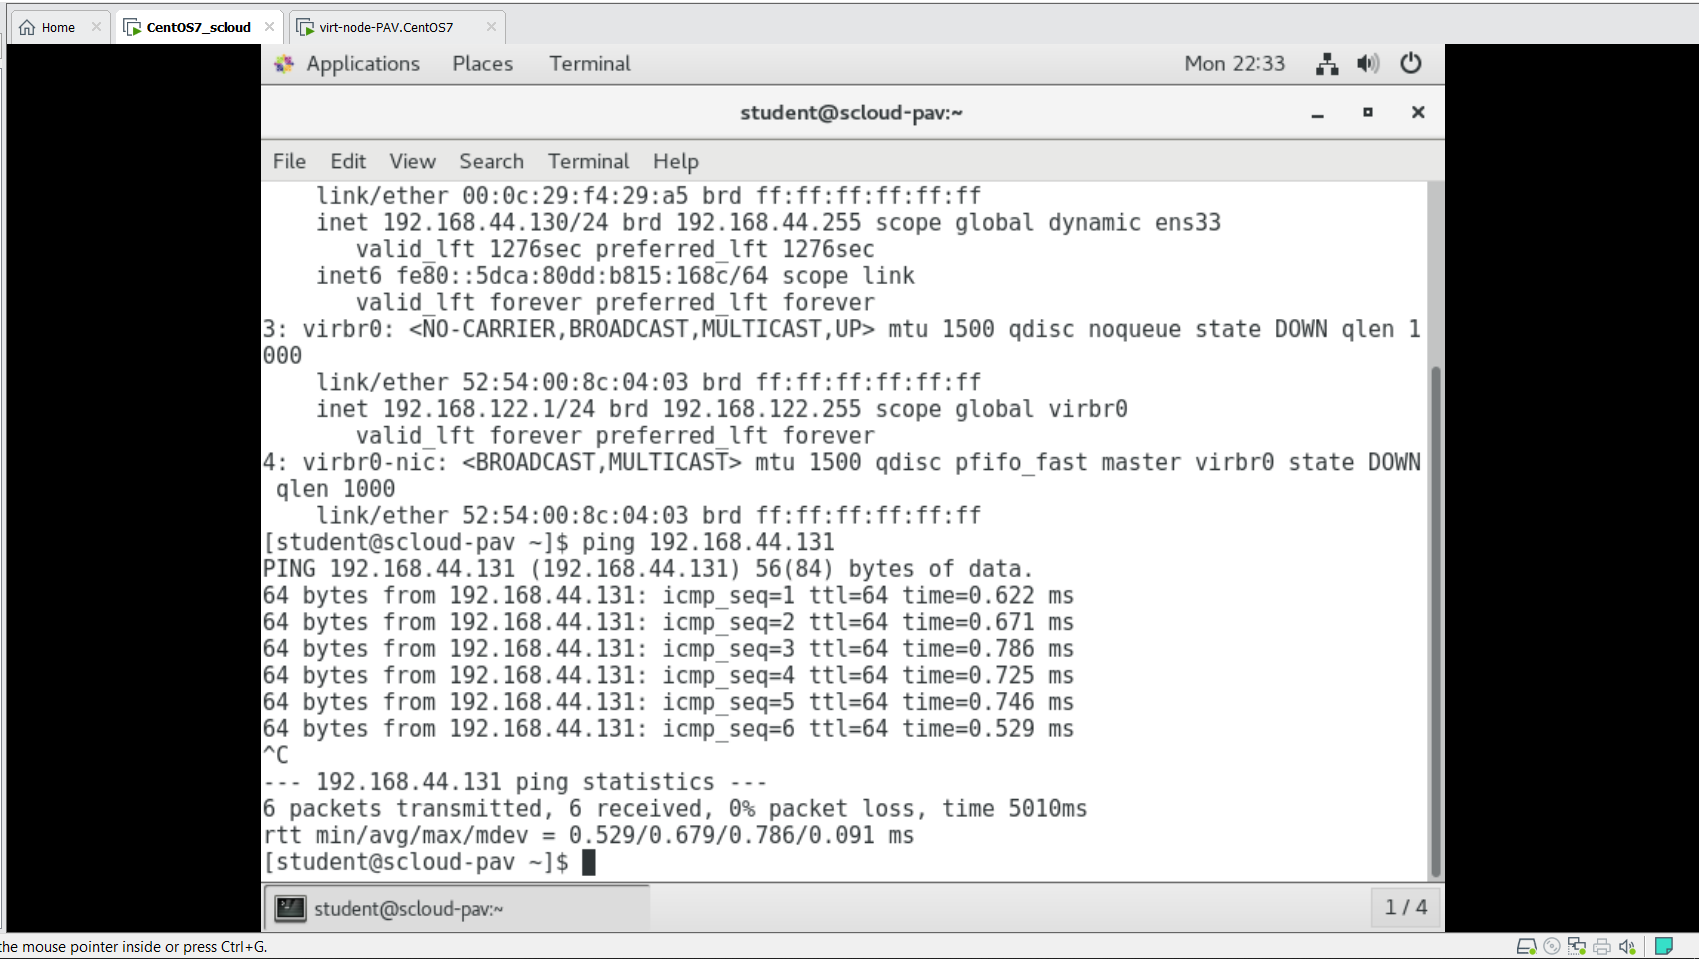 Home
CentOS7_scloud
virt-node-PAV.CentOS7
Applications Places Terminal Mon 22:33
student@scloud-pav:~
File Edit View Search Terminal Help
link/ether 00:0c:29:f4:29:a5 brd ff:ff:ff:ff:ff:ff
inet 192.168.44.130/24 brd 192.168.44.255 scope global dynamic ens33
valid_lft 1276sec preferred_lft 1276sec
inet6 fe80::5dca:80dd:b815:168c/64 scope link
valid_lft forever preferred_lft forever
3: virbr0: <NO-CARRIER,BROADCAST,MULTICAST,UP> mtu 1500 qdisc noqueue state DOWN qlen 1
000
link/ether 52:54:00:8c:04:03 brd ff:ff:ff:ff:ff:ff
inet 192.168.122.1/24 brd 192.168.122.255 scope global virbr0
valid_lft forever preferred_lft forever
4: virbr0-nic: <BROADCAST,MULTICAST> mtu 1500 qdisc pfifo_fast master virbr0 state DOWN
qlen 1000
link/ether 52:54:00:8c:04:03 brd ff:ff:ff:ff:ff:ff
[student@scloud-pav ~]$ ping 192.168.44.131
PING 192.168.44.131 (192.168.44.131) 56(84) bytes of data.
64 bytes from 192.168.44.131: icmp_seq=1 ttl=64 time=0.622 ms
64 bytes from 192.168.44.131: icmp_seq=2 ttl=64 time=0.671 ms
64 bytes from 192.168.44.131: icmp_seq=3 ttl=64 time=0.786 ms
64 bytes from 192.168.44.131: icmp_seq=4 ttl=64 time=0.725 ms
64 bytes from 192.168.44.131: icmp_seq=5 ttl=64 time=0.746 ms
64 bytes from 192.168.44.131: icmp_seq=6 ttl=64 time=0.529 ms
^C
--- 192.168.44.131 ping statistics ---
6 packets transmitted, 6 received, 0% packet loss, time 5010ms
rtt min/avg/max/mdev = 0.529/0.679/0.786/0.091 ms
[student@scloud-pav ~]$
student@scloud-pav:~
1 / 4
the mouse pointer inside or press Ctrl+G.